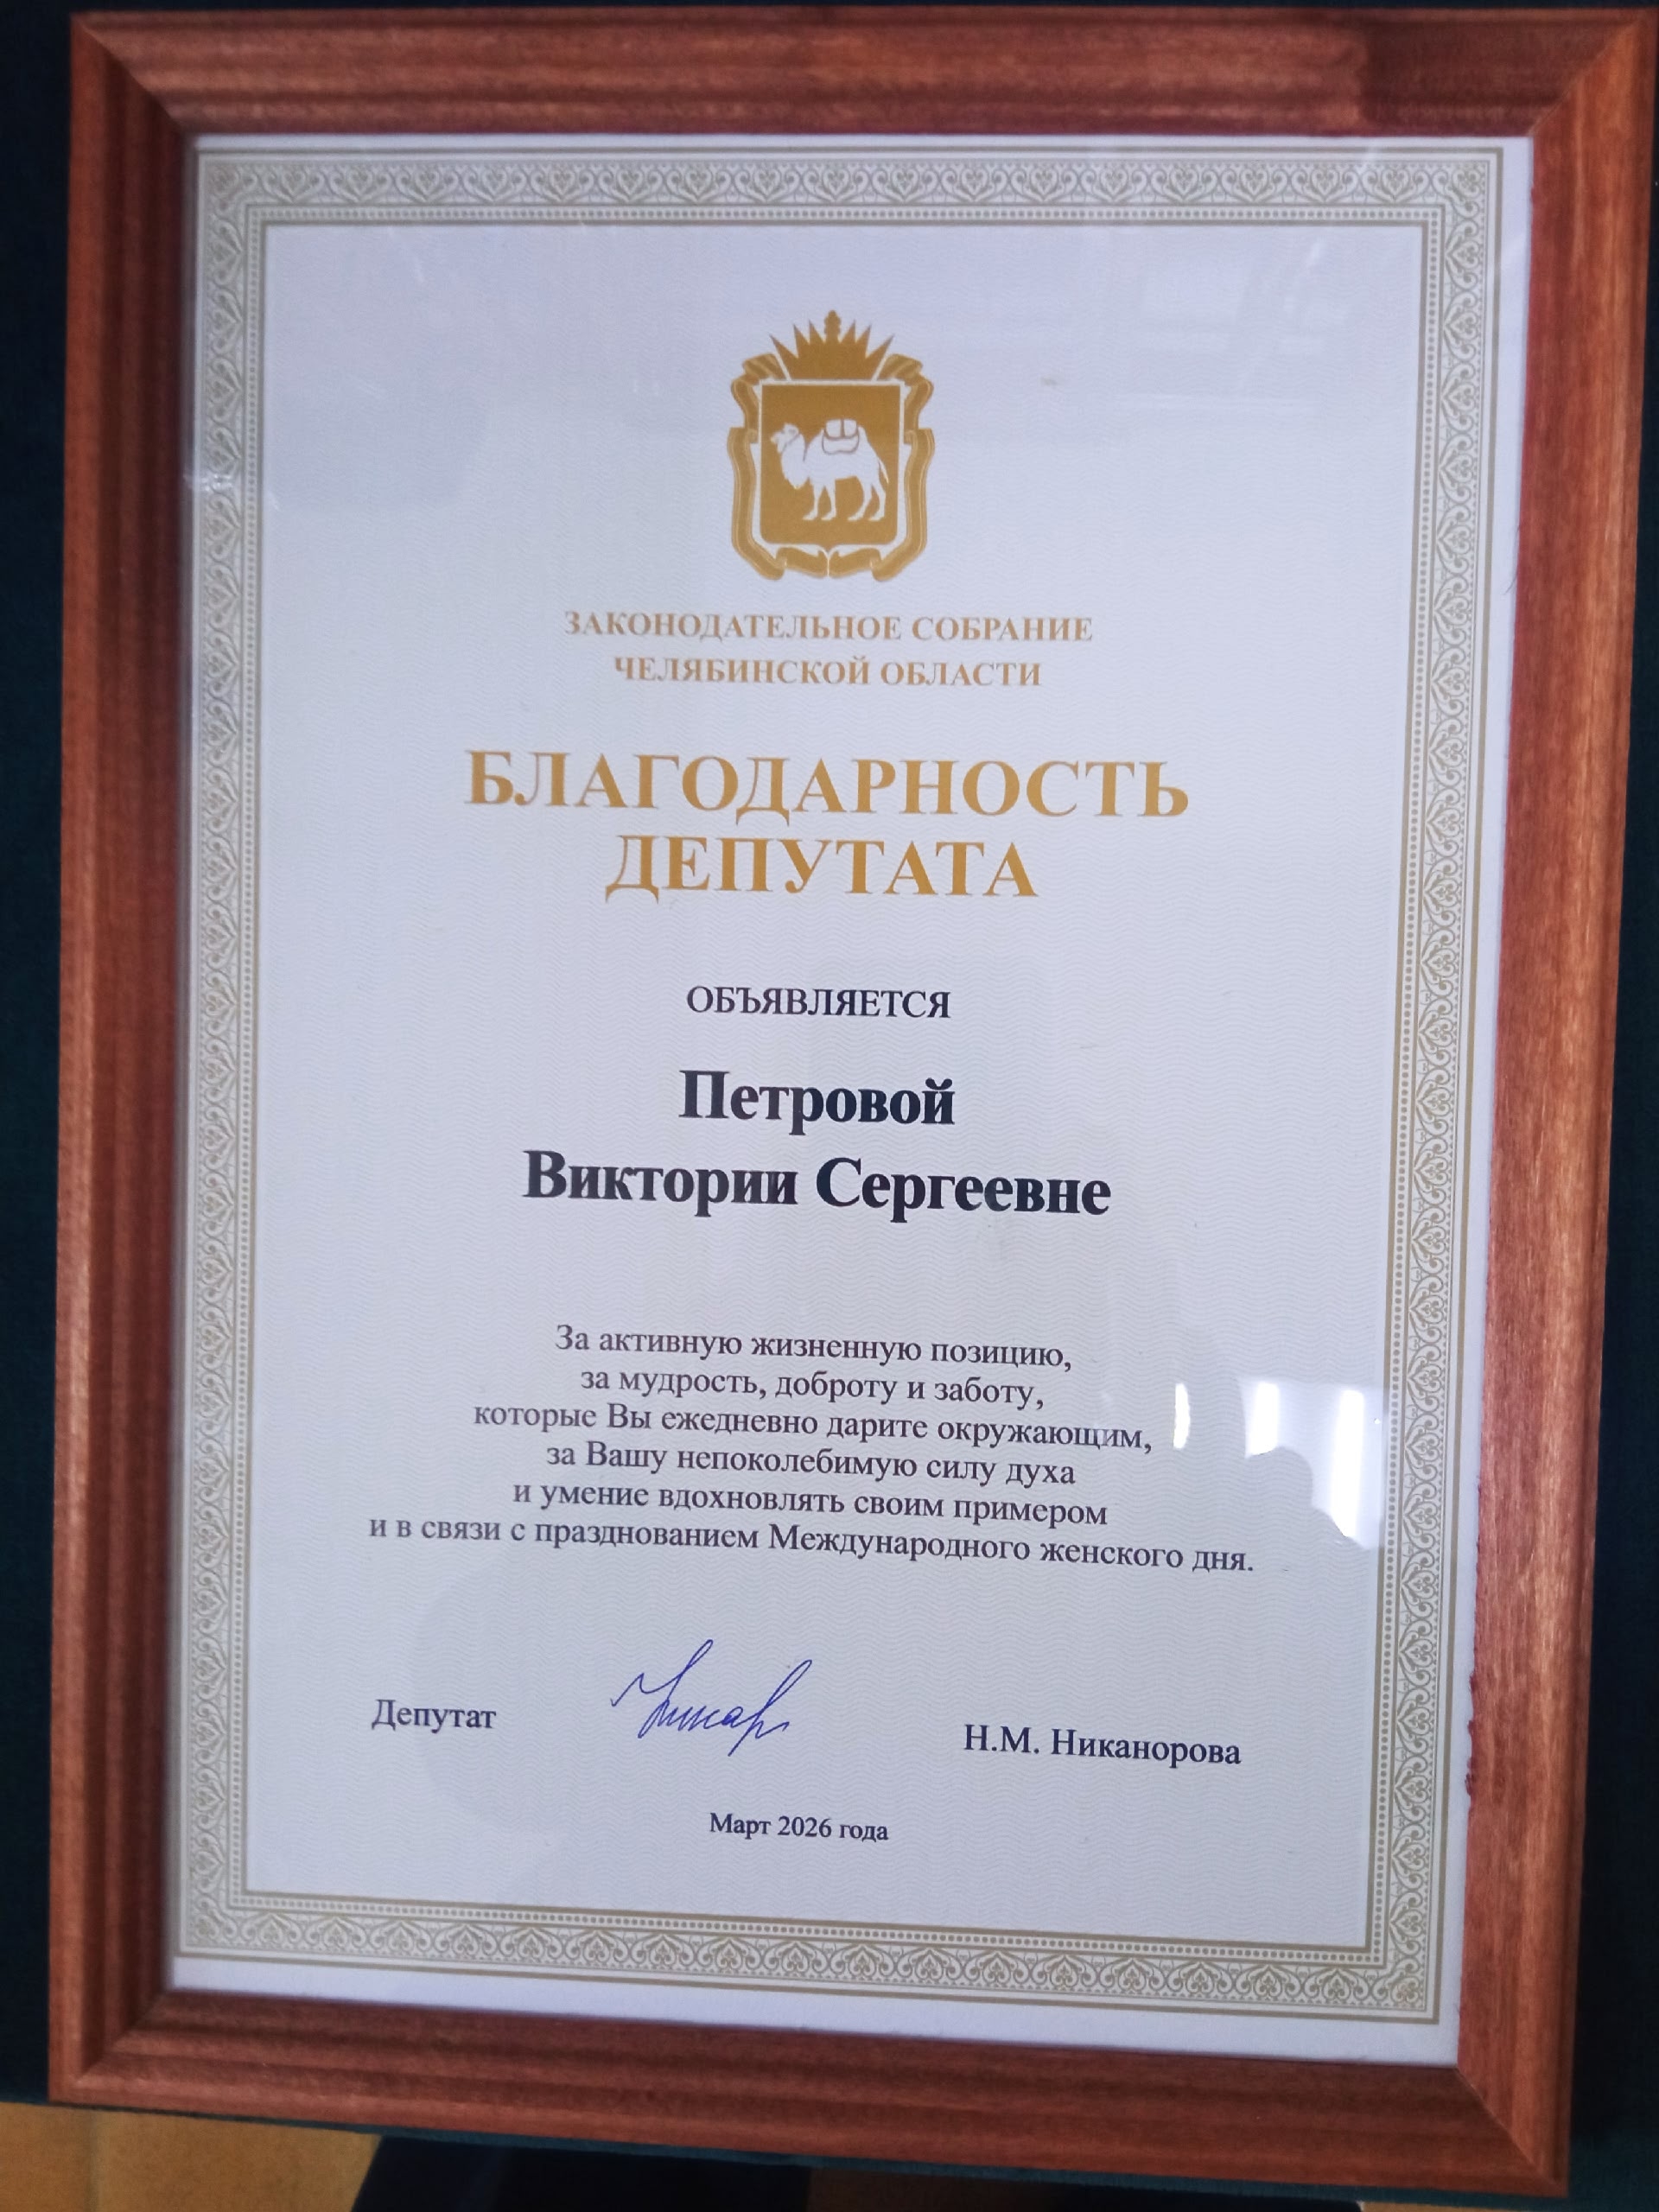 ЗАКОНОДАТЕЛЬНОЕ СОБРАНИЕ
ЧЕЛЯБИНСКОЙ ОБЛАСТИ
БЛАГОДАРНОСТЬ
ДЕПУТАТА
ОБЪЯВЛЯЕТСЯ
Петровой
Виктории Сергеевне
За активную жизненную позицию,
за мудрость, доброту и заботу,
которые Вы ежедневно дарите окружающим,
за Вашу непоколебимую силу духа
и умение вдохновлять своим примером
и в связи с празднованием Международного женского дня.
Депутат
Н.М. Никанорова
Март 2026 года